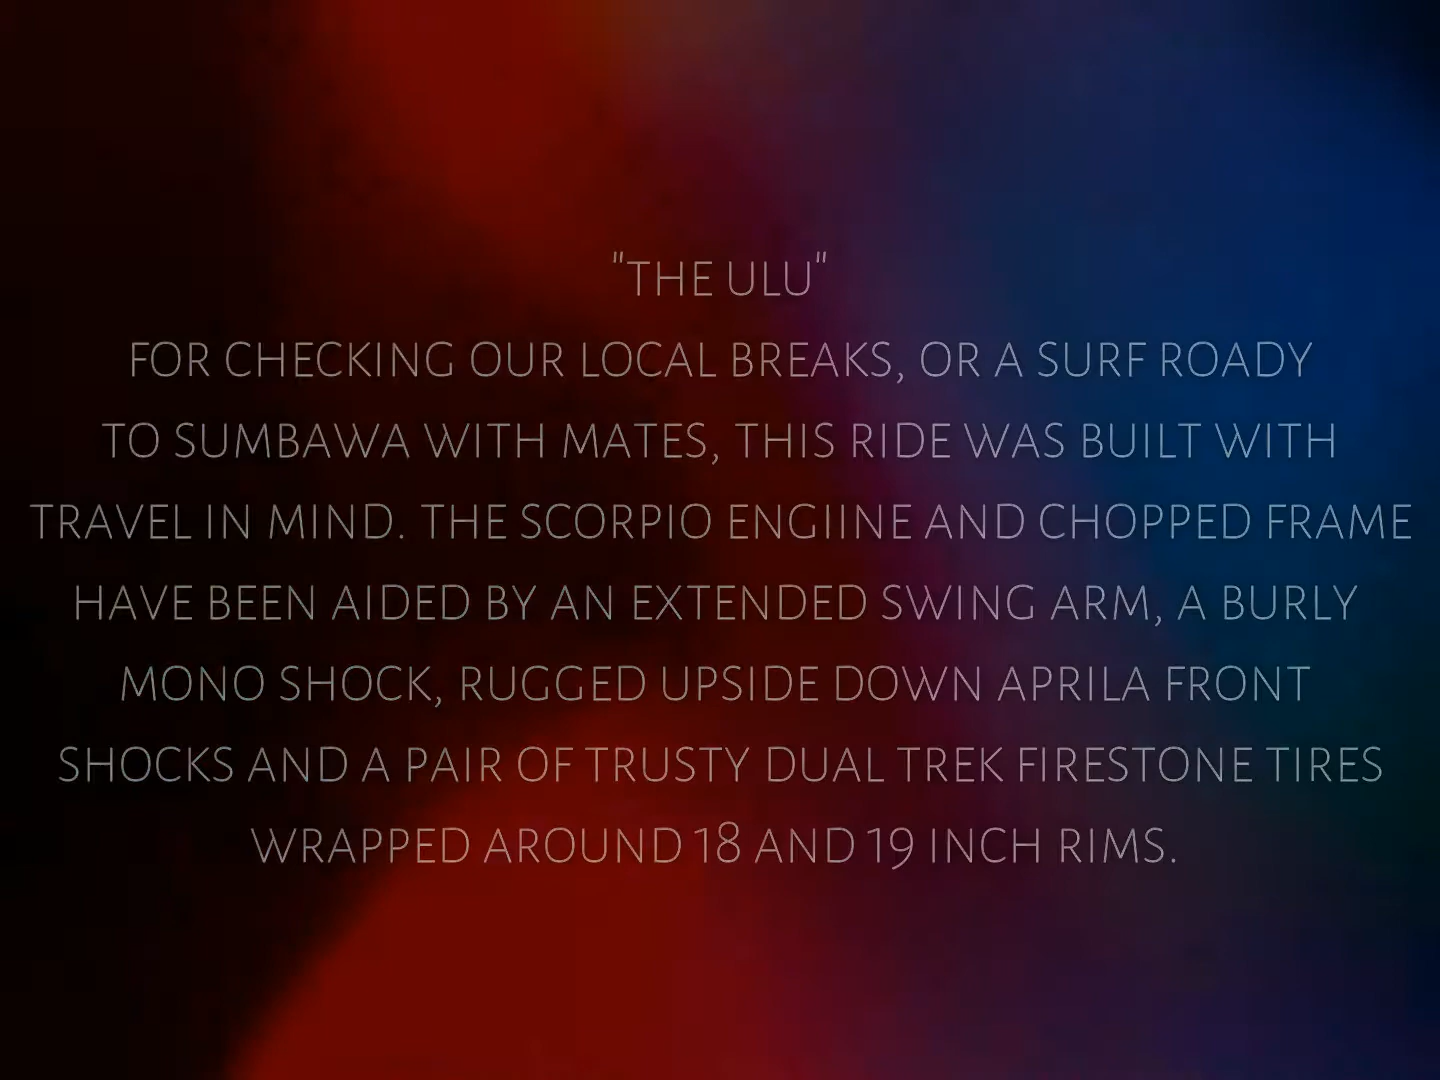 "THE ULU"
FOR CHECKING OUR LOCAL BREAKS, OR A SURF ROADY
TO SUMBAWA WITH MATES, THIS RIDE WAS BUILT WITH
TRAVEL IN MIND. THE SCORPIO ENGIINE AND CHOPPED FRAME
HAVE BEEN AIDED BY AN EXTENDED SWING ARM, A BURLY
MONO SHOCK, RUGGED UPSIDE DOWN APRILA FRONT
SHOCKS AND A PAIR OF TRUSTY DUAL TREK FIRESTONE TIRES
WRAPPED AROUND 18 AND 19 INCH RIMS.